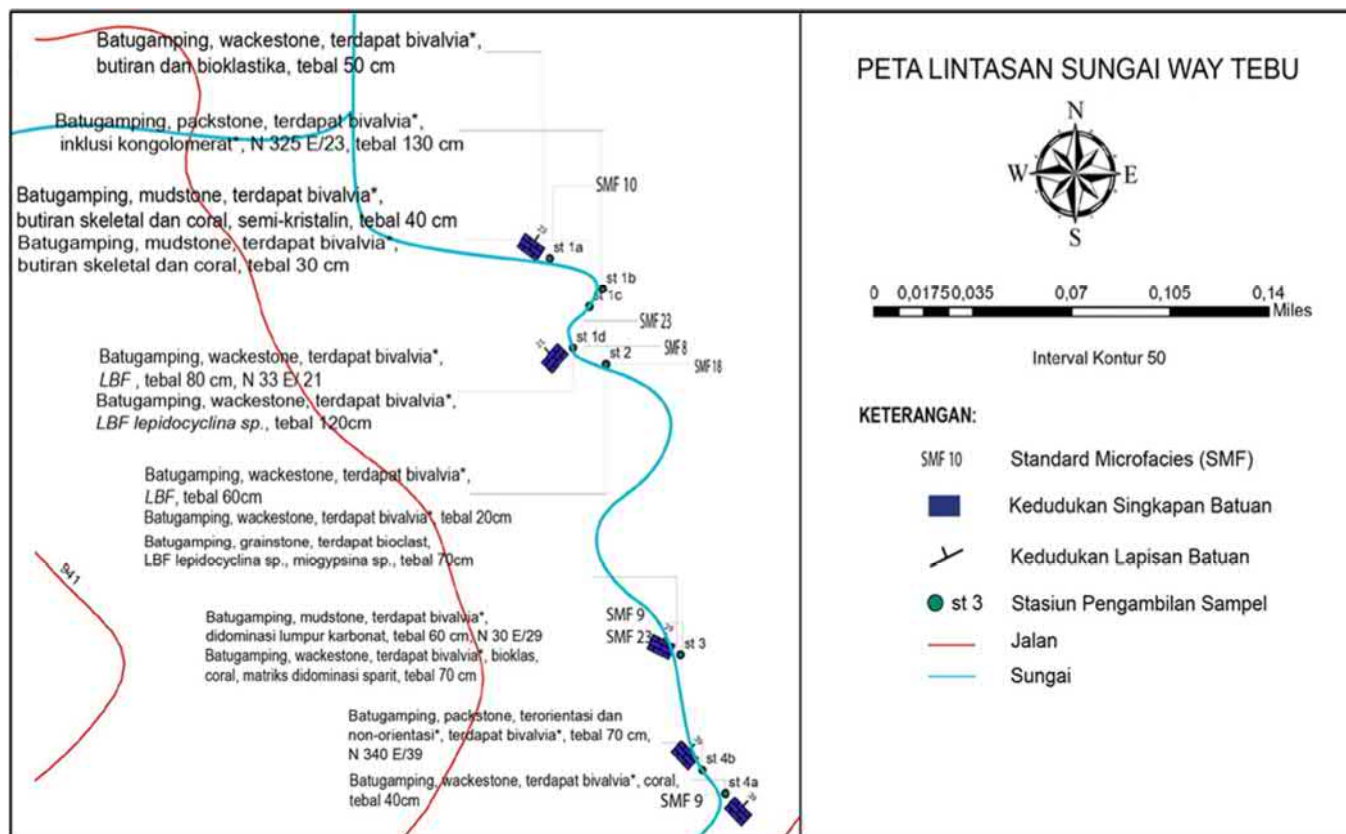 Batugamping, wackestone, terdapat bivalvia*,
butiran dan bioklastika, tebal 50 cm
Batugamping, packstone, terdapat bivalvia*,
inklusi kongolomerat*, N 325 E/23, tebal 130 cm
Batugamping, mudstone, terdapat bivalvia*,
butiran skeletal dan coral, semi-kristalin, tebal 40 cm
Batugamping, mudstone, terdapat bivalvia*,
butiran skeletal dan coral, tebal 30 cm
SMF 10
23
st 1a
st 1b
st 1c
SMF 23
st 1d
SMF 8
21
st 2
SMF 18
Batugamping, wackestone, terdapat bivalvia*,
LBF , tebal 80 cm, N 33 E/ 21
Batugamping, wackestone, terdapat bivalvia*,
LBF lepidocyclina sp., tebal 120cm
Batugamping, wackestone, terdapat bivalvia*,
LBF, tebal 60cm
Batugamping, wackestone, terdapat bivalvia*, tebal 20cm
Batugamping, grainstone, terdapat bioclast,
LBF lepidocyclina sp., miogypsina sp., tebal 70cm
941
SMF 9
SMF 23
29
st 3
Batugamping, mudstone, terdapat bivalvia*,
didominasi lumpur karbonat, tebal 60 cm, N 30 E/29
Batugamping, wackestone, terdapat bivalvia*, bioklas,
coral, matriks didominasi sparit, tebal 70 cm
Batugamping, packstone, terorientasi dan
non-orientasi*, terdapat bivalvia*, tebal 70 cm,
N 340 E/39
39
st 4b
Batugamping, wackestone, terdapat bivalvia*, coral,
tebal 40cm
st 4a
SMF 9
39
PETA LINTASAN SUNGAI WAY TEBU
N
W
E
S
0 0,01750,035 0,07 0,105 0,14
Miles
Interval Kontur 50
KETERANGAN:
SMF 10 Standard Microfacies (SMF)
Kedudukan Singkapan Batuan
Kedudukan Lapisan Batuan
st 3 Stasiun Pengambilan Sampel
Jalan
Sungai